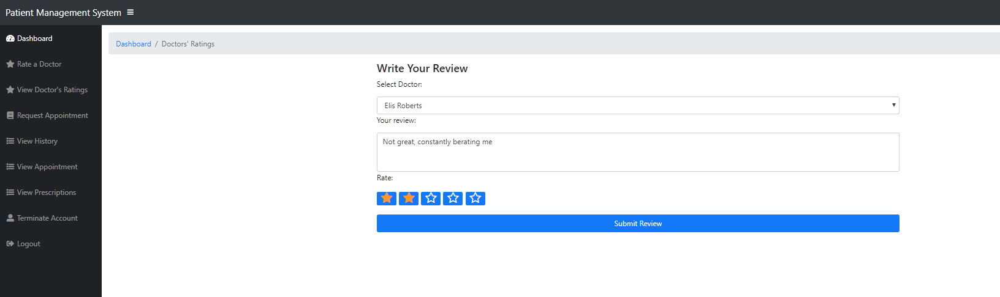 Patient Management System
Dashboard
Rate a Doctor
View Doctor's Ratings
Request Appointment
View History
View Appointment
View Prescriptions
Terminate Account
Logout
Dashboard / Doctors' Ratings
Write Your Review
Select Doctor:
Elis Roberts
Your review:
Not great, constantly berating me
Rate:
Submit Review